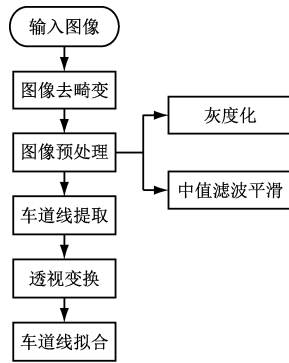 输入图像
图像去畸变
图像预处理
灰度化
中值滤波平滑
车道线提取
透视变换
车道线拟合